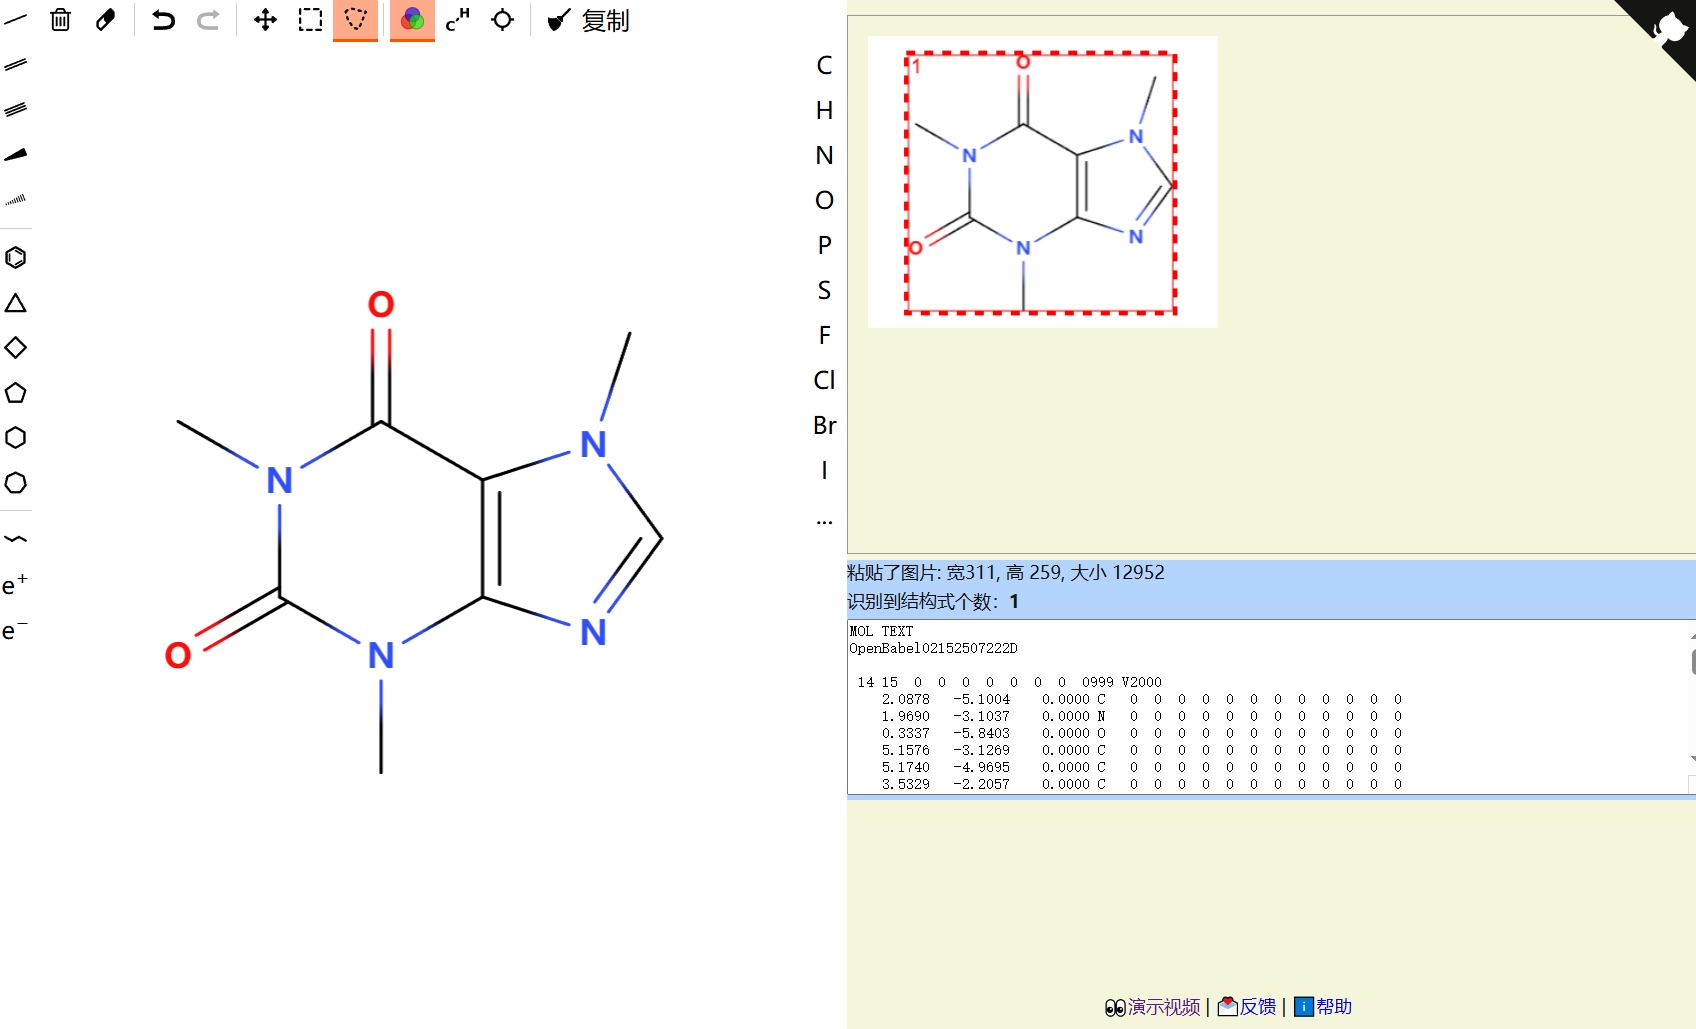 复制
C
H
N
O
P
S
F
Cl
Br
I
...
e⁺
e⁻
O
N
N
O
N
N
1
O
N
N
O
N
N
粘贴了图片: 宽311, 高 259, 大小 12952
识别到结构式个数：1
MOL TEXT
OpenBabel02152507222D
14 15 0 0 0 0 0 0 0 0999 V2000
2.0878 -5.1004 0.0000 C 0 0 0 0 0 0 0 0 0 0 0 0
1.9690 -3.1037 0.0000 N 0 0 0 0 0 0 0 0 0 0 0 0
0.3337 -5.8403 0.0000 O 0 0 0 0 0 0 0 0 0 0 0 0
5.1576 -3.1269 0.0000 C 0 0 0 0 0 0 0 0 0 0 0 0
5.1740 -4.9695 0.0000 C 0 0 0 0 0 0 0 0 0 0 0 0
3.5329 -2.2057 0.0000 C 0 0 0 0 0 0 0 0 0 0 0 0
演示视频 | 反馈 | 帮助